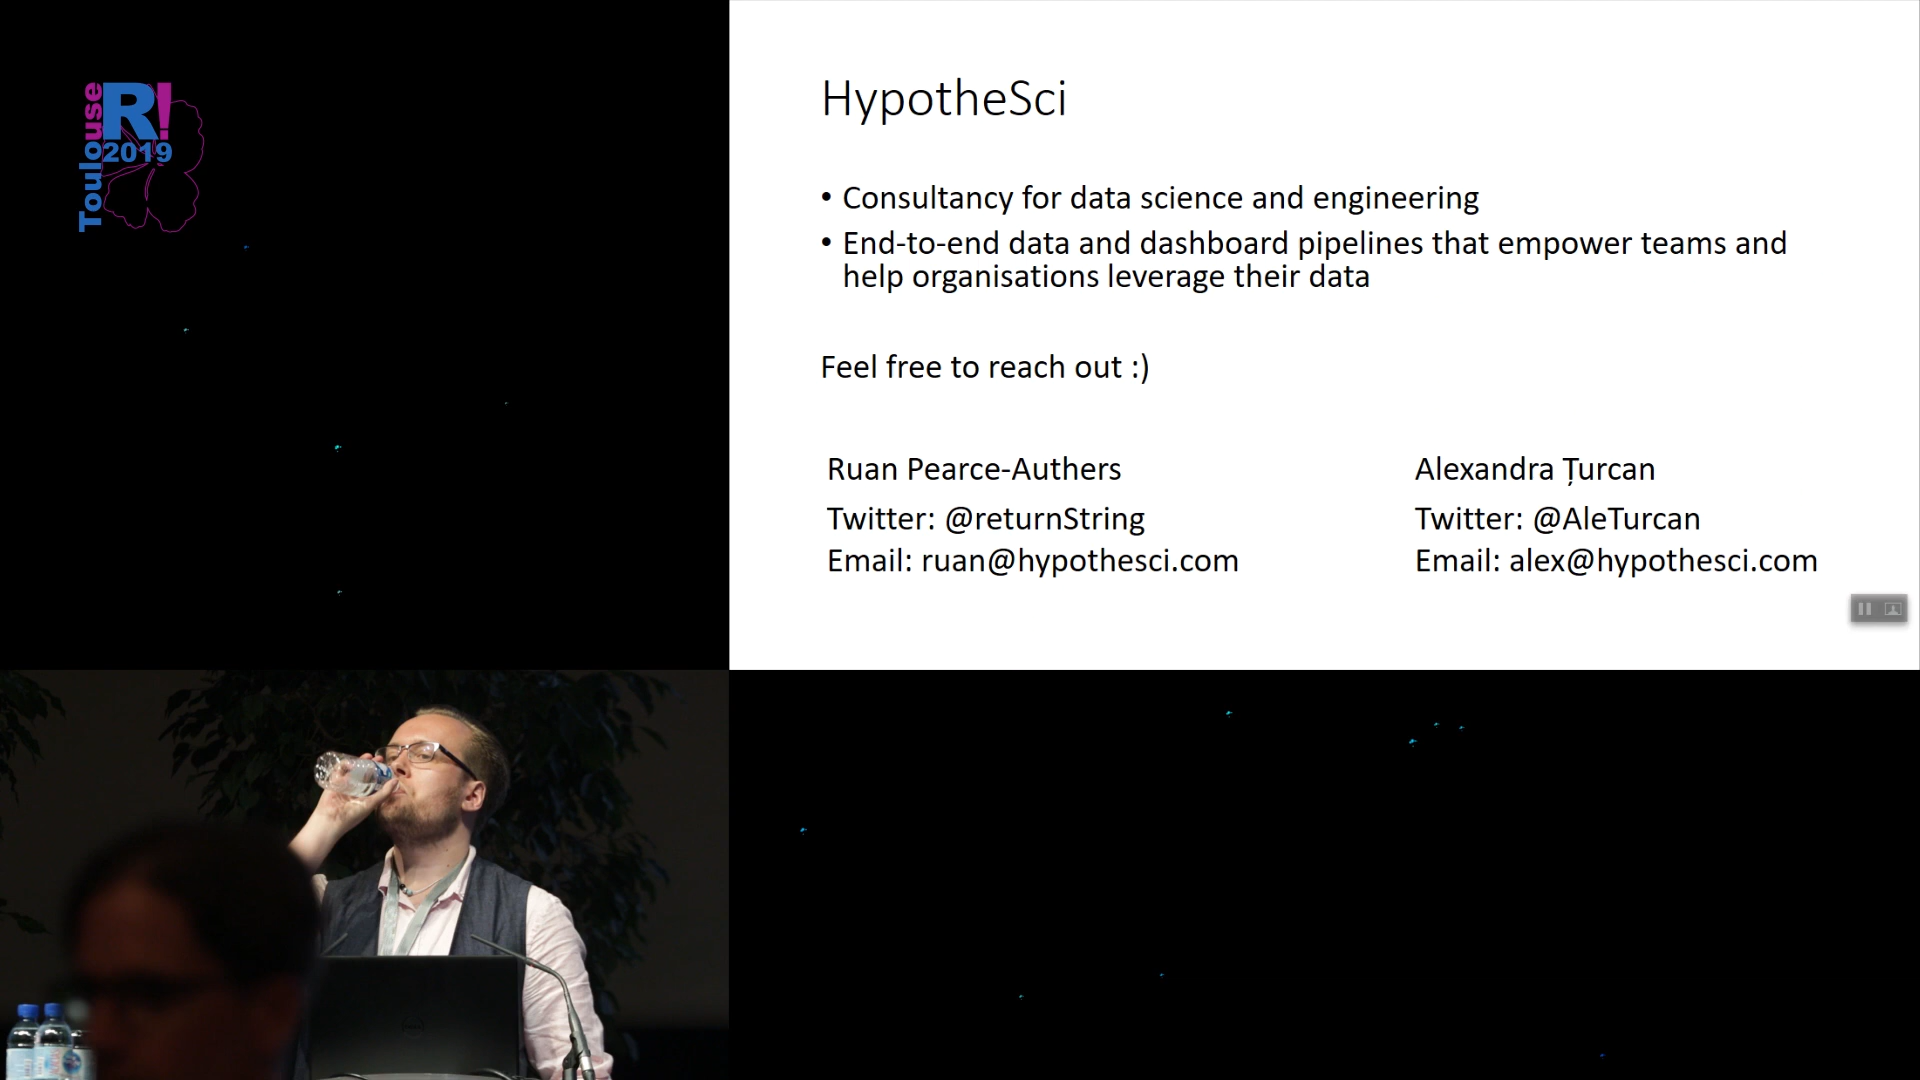 Toulouse
R!
2019
HypotheSci
• Consultancy for data science and engineering
• End-to-end data and dashboard pipelines that empower teams and
help organisations leverage their data
Feel free to reach out :)
Ruan Pearce-Authers
Twitter: @returnString
Email: ruan@hypothesci.com
Alexandra Țurcan
Twitter: @AleTurcan
Email: alex@hypothesci.com